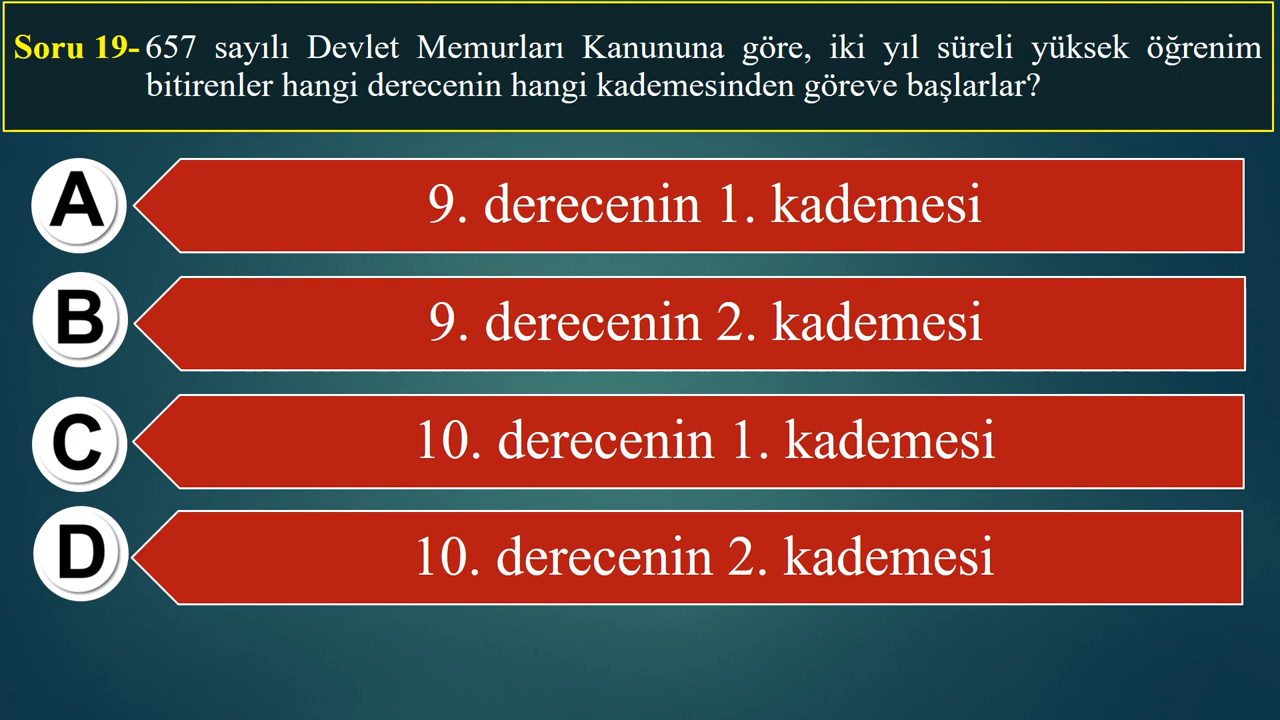 Soru 19- 657 sayılı Devlet Memurları Kanununa göre, iki yıl süreli yüksek öğrenim
bitirenler hangi derecenin hangi kademesinden göreve başlarlar?
A 9. derecenin 1. kademesi
B 9. derecenin 2. kademesi
C 10. derecenin 1. kademesi
D 10. derecenin 2. kademesi